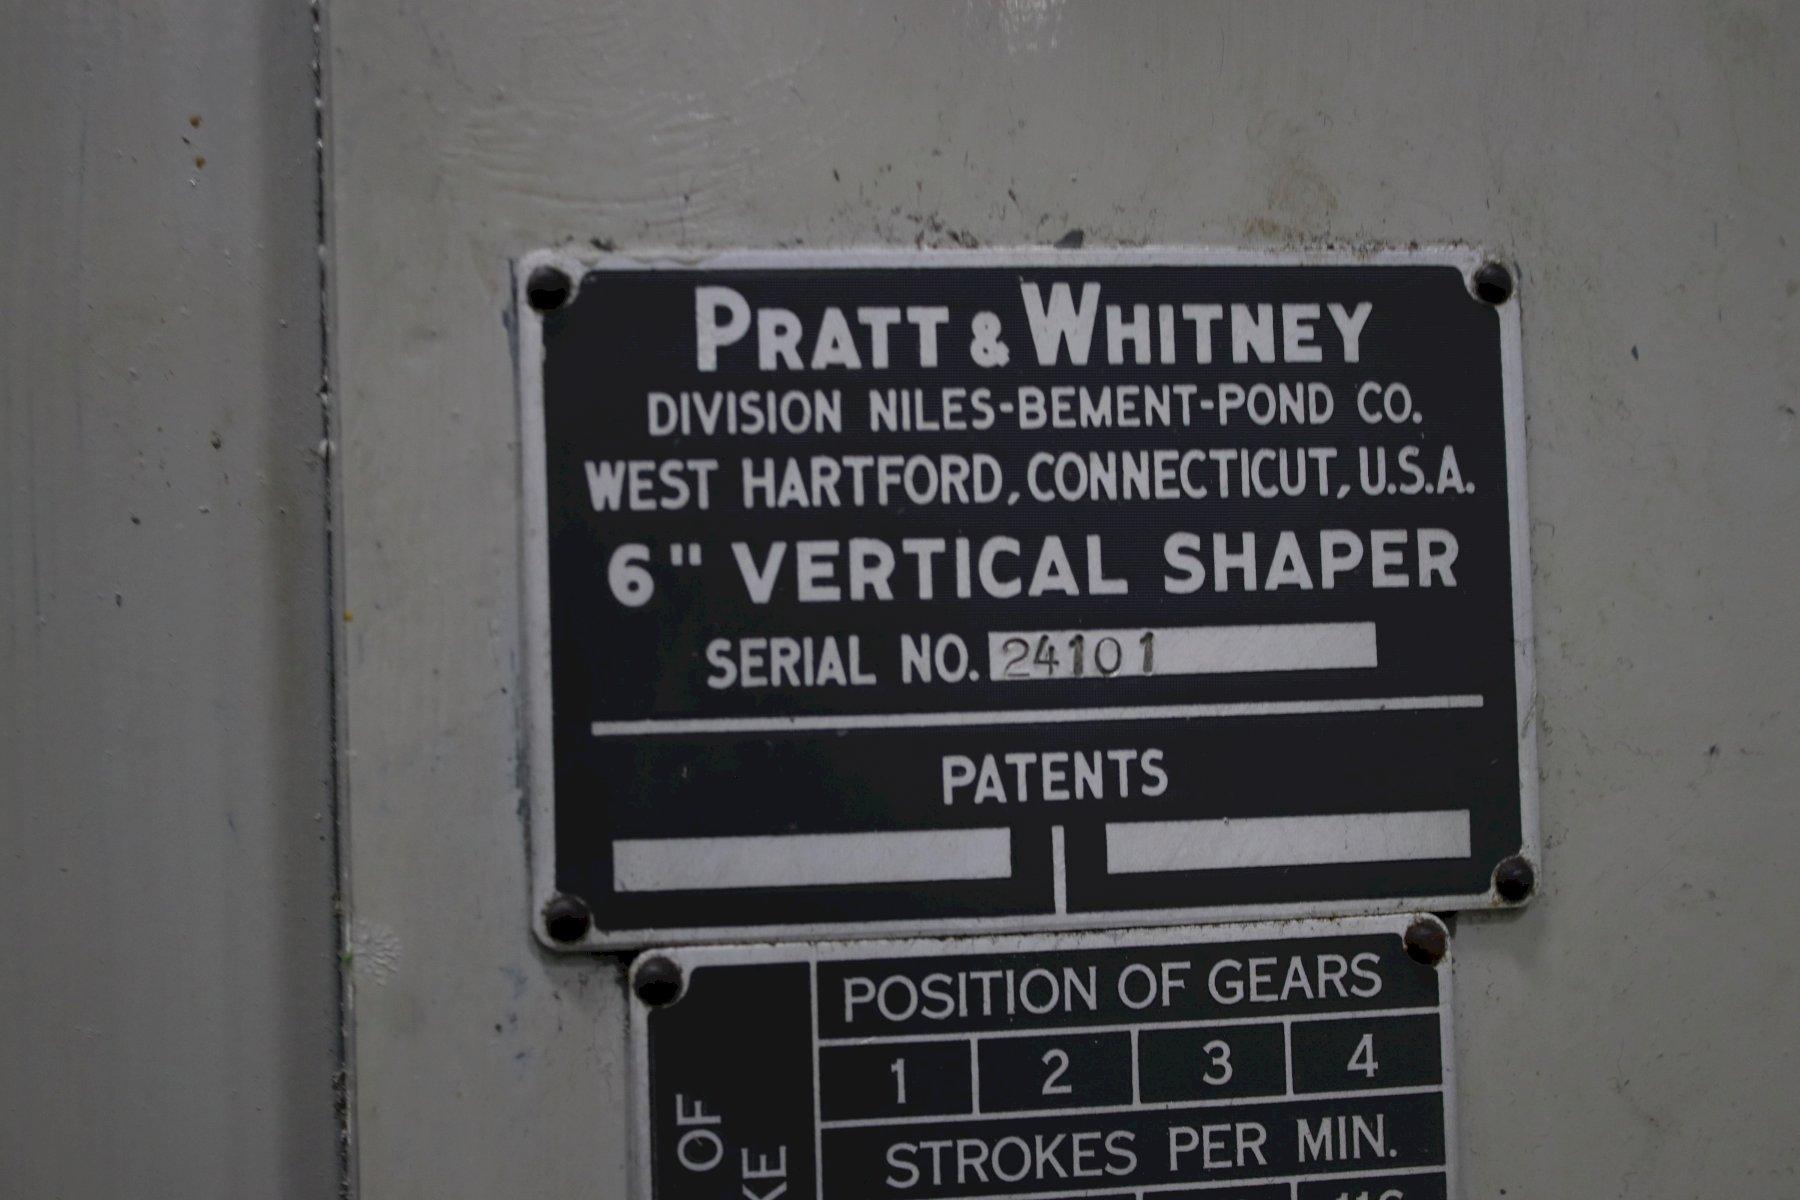 PRATT & WHITNEY
DIVISION NILES-BEMENT-POND CO.
WEST HARTFORD, CONNECTICUT, U.S.A.
6" VERTICAL SHAPER
SERIAL NO. 24101
PATENTS
POSITION OF GEARS
1 2 3 4
STROKES PER MIN.
OF